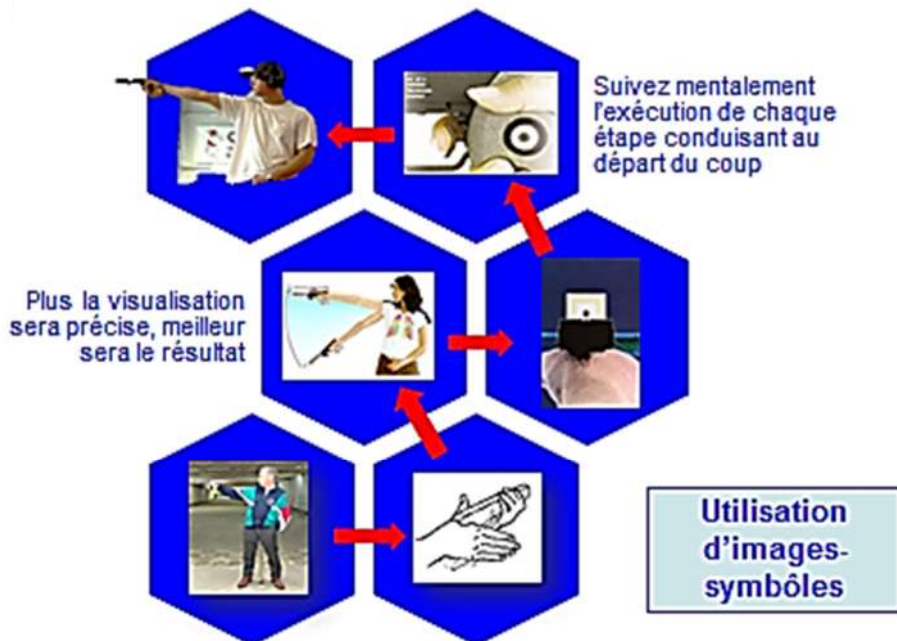 Suivez mentalement
l'exécution de chaque
étape conduisant au
départ du coup
Plus la visualisation
sera précise, meilleur
sera le résultat
Utilisation
d'images-
symbôles